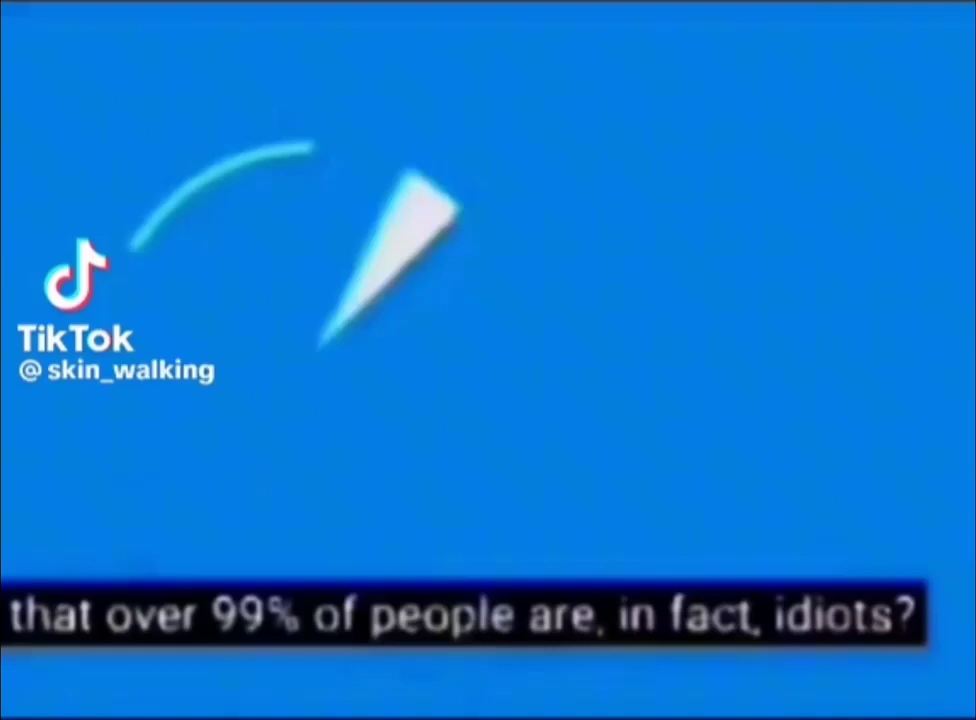 TikTok
@skin_walking
that over 99% of people are, in fact, idiots?